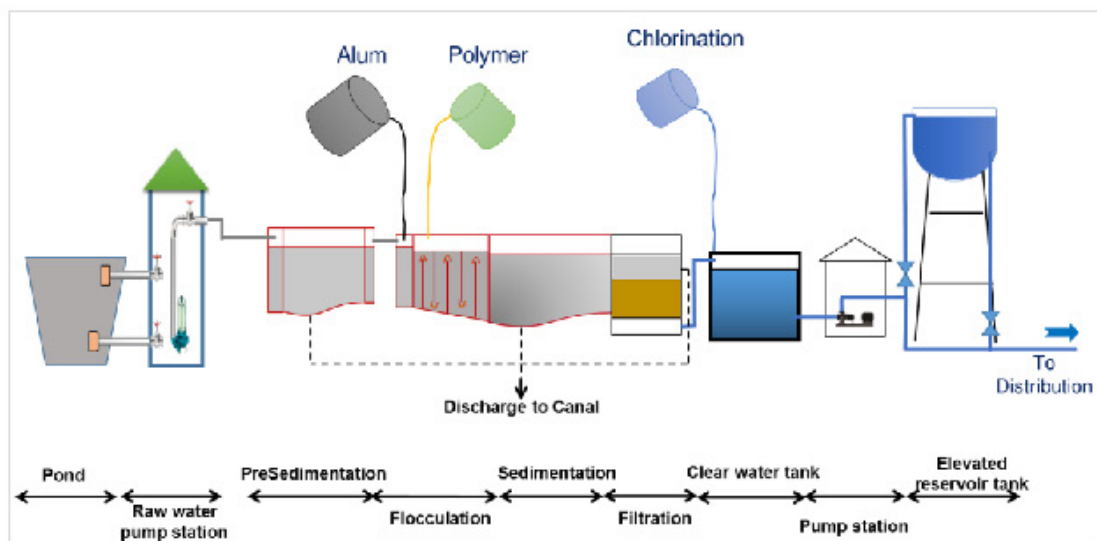 Alum
Polymer
Chlorination
To
Distribution
Discharge to Canal
Pond
Raw water
pump station
PreSedimentation
Flocculation
Sedimentation
Filtration
Clear water tank
Pump station
Elevated
reservoir tank